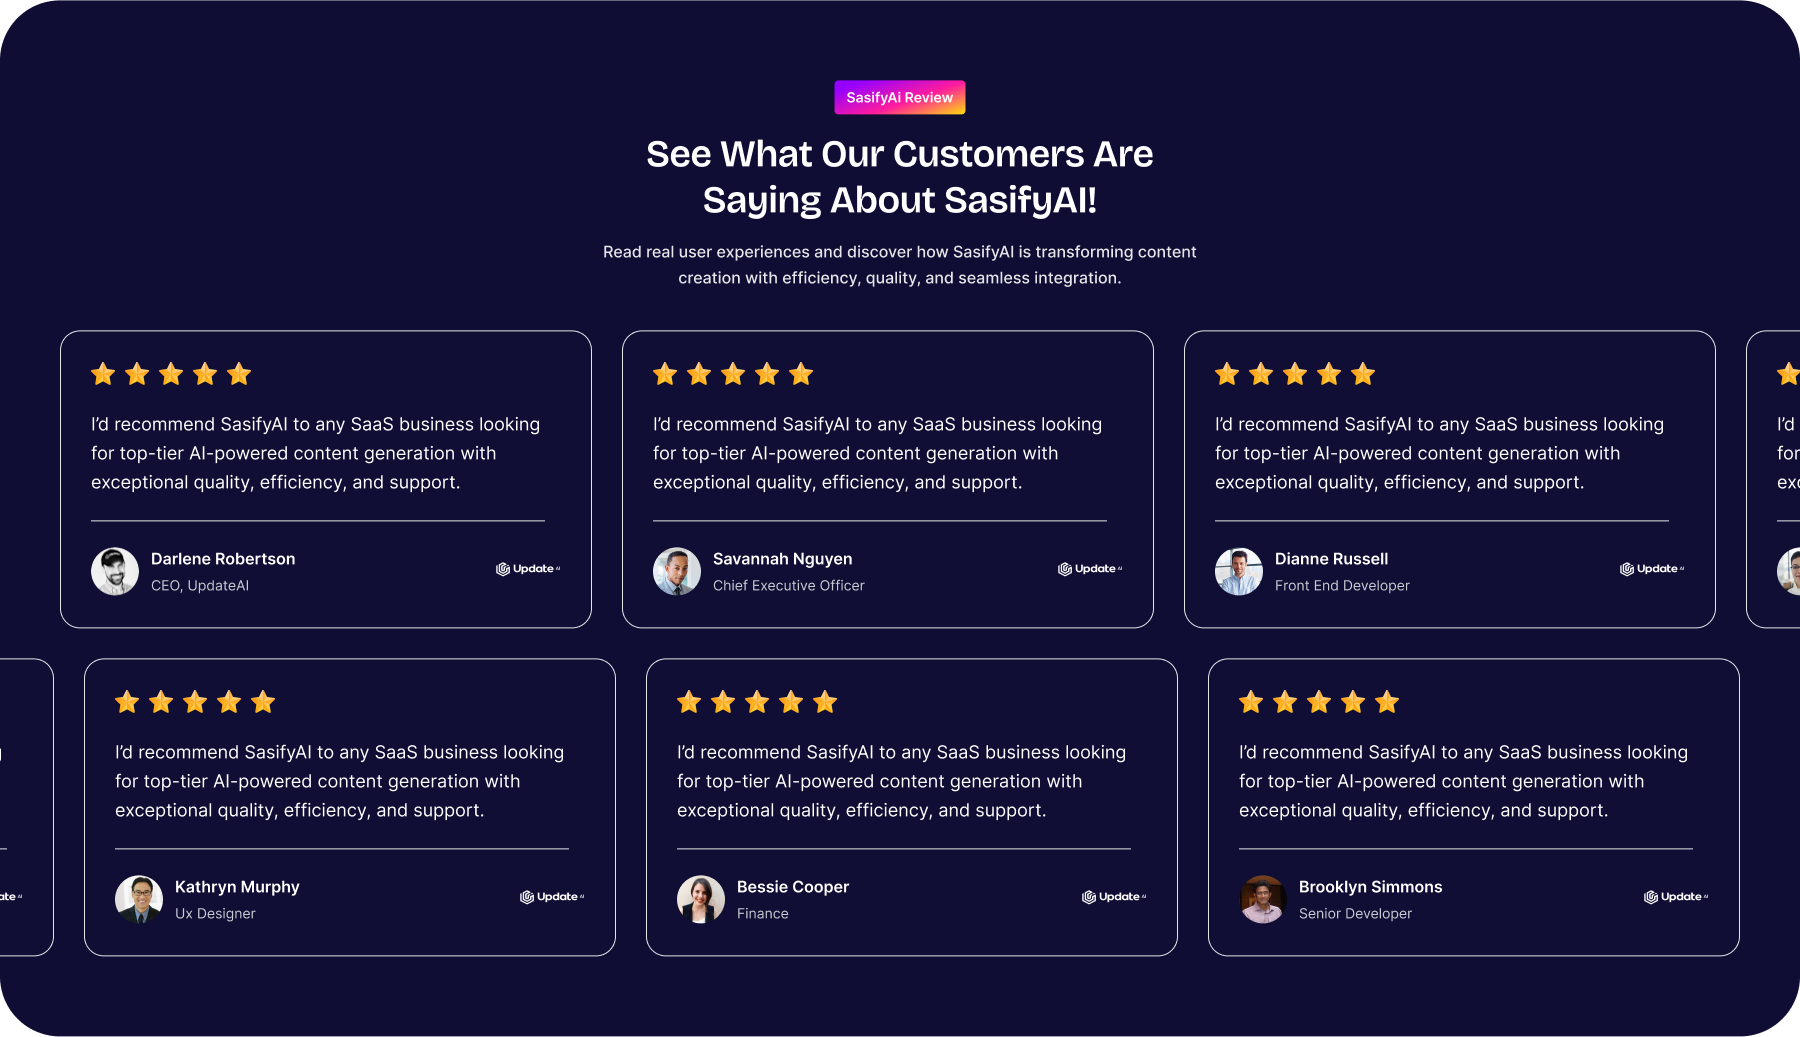 SasifyAi Review
See What Our Customers Are
Saying About SasifyAI!
Read real user experiences and discover how SasifyAI is transforming content
creation with efficiency, quality, and seamless integration.
I’d recommend SasifyAI to any SaaS business looking
for top-tier AI-powered content generation with
exceptional quality, efficiency, and support.
Darlene Robertson
CEO, UpdateAI
Update AI
I’d recommend SasifyAI to any SaaS business looking
for top-tier AI-powered content generation with
exceptional quality, efficiency, and support.
Savannah Nguyen
Chief Executive Officer
Update AI
I’d recommend SasifyAI to any SaaS business looking
for top-tier AI-powered content generation with
exceptional quality, efficiency, and support.
Dianne Russell
Front End Developer
Update AI
I’d
for
I’d recommend SasifyAI to any SaaS business looking
for top-tier AI-powered content generation with
exceptional quality, efficiency, and support.
Kathryn Murphy
Ux Designer
Update AI
I’d recommend SasifyAI to any SaaS business looking
for top-tier AI-powered content generation with
exceptional quality, efficiency, and support.
Bessie Cooper
Finance
Update AI
I’d recommend SasifyAI to any SaaS business looking
for top-tier AI-powered content generation with
exceptional quality, efficiency, and support.
Brooklyn Simmons
Senior Developer
Update AI